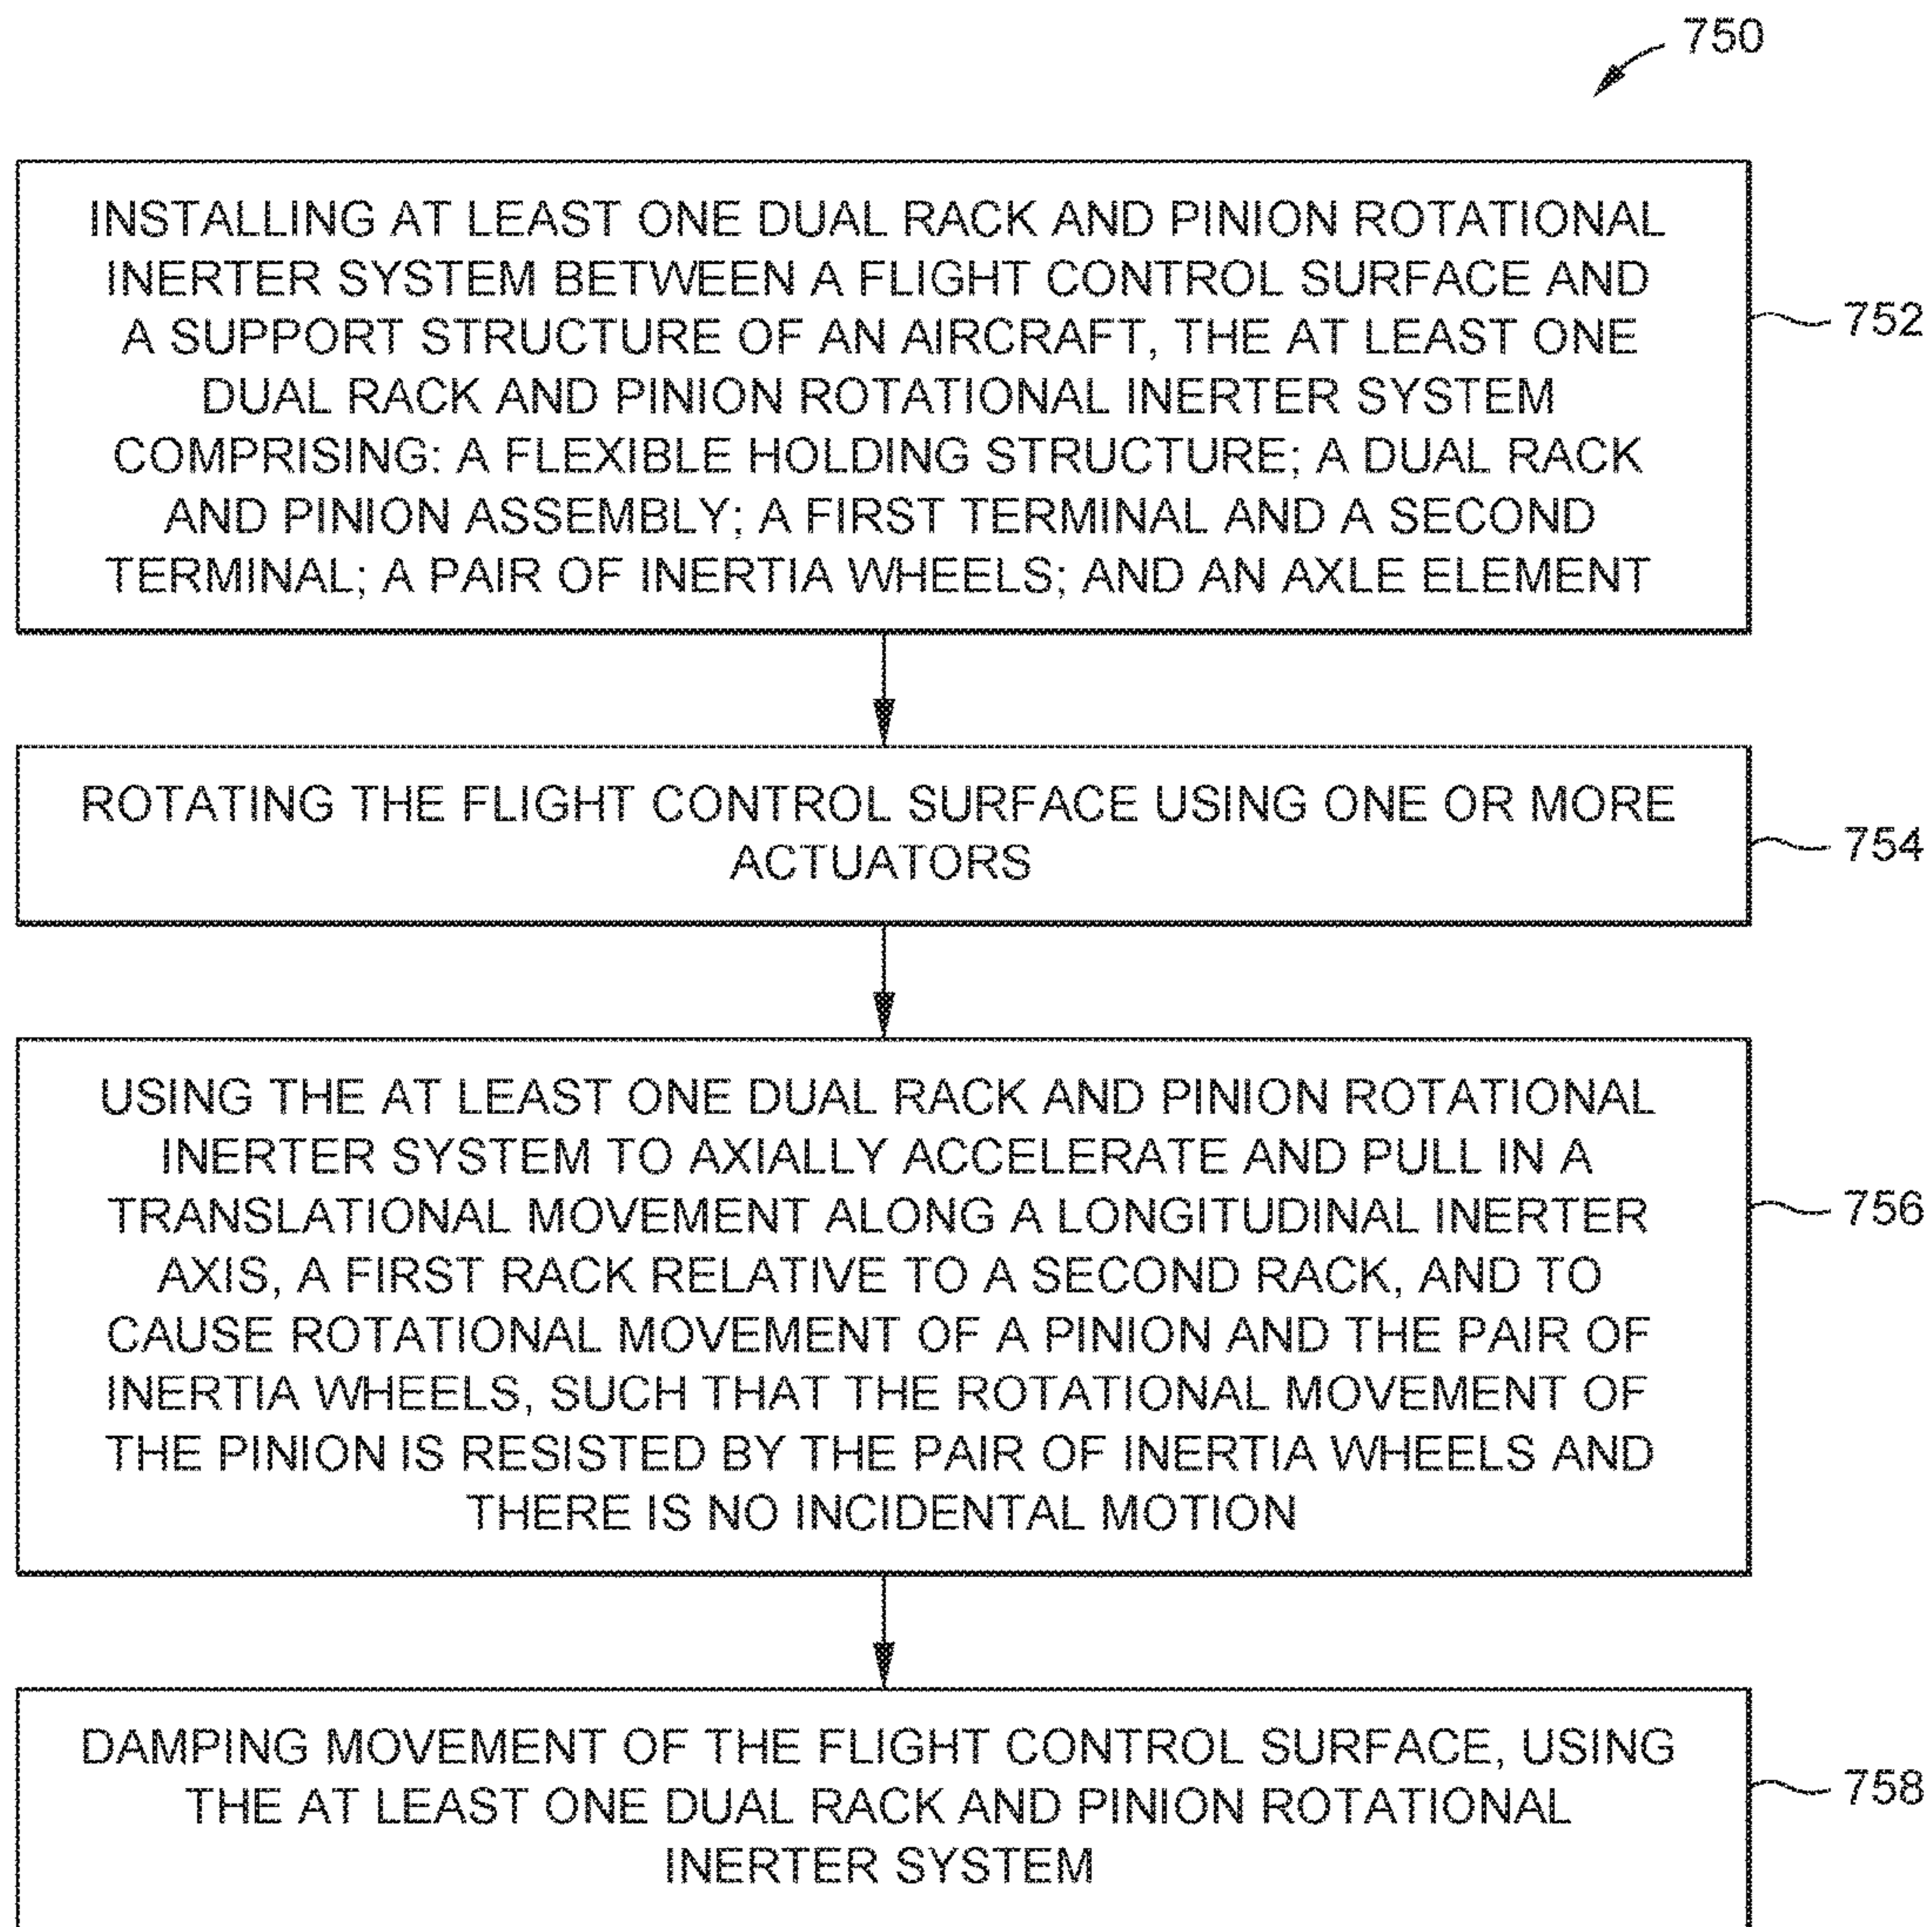 750
INSTALLING AT LEAST ONE DUAL RACK AND PINION ROTATIONAL
INERTER SYSTEM BETWEEN A FLIGHT CONTROL SURFACE AND
A SUPPORT STRUCTURE OF AN AIRCRAFT, THE AT LEAST ONE
DUAL RACK AND PINION ROTATIONAL INERTER SYSTEM
COMPRISING: A FLEXIBLE HOLDING STRUCTURE; A DUAL RACK
AND PINION ASSEMBLY; A FIRST TERMINAL AND A SECOND
TERMINAL; A PAIR OF INERTIA WHEELS; AND AN AXLE ELEMENT
752
ROTATING THE FLIGHT CONTROL SURFACE USING ONE OR MORE
ACTUATORS
754
USING THE AT LEAST ONE DUAL RACK AND PINION ROTATIONAL
INERTER SYSTEM TO AXIALLY ACCELERATE AND PULL IN A
TRANSLATIONAL MOVEMENT ALONG A LONGITUDINAL INERTER
AXIS, A FIRST RACK RELATIVE TO A SECOND RACK, AND TO
CAUSE ROTATIONAL MOVEMENT OF A PINION AND THE PAIR OF
INERTIA WHEELS, SUCH THAT THE ROTATIONAL MOVEMENT OF
THE PINION IS RESISTED BY THE PAIR OF INERTIA WHEELS AND
THERE IS NO INCIDENTAL MOTION
756
DAMPING MOVEMENT OF THE FLIGHT CONTROL SURFACE, USING
THE AT LEAST ONE DUAL RACK AND PINION ROTATIONAL
INERTER SYSTEM
758